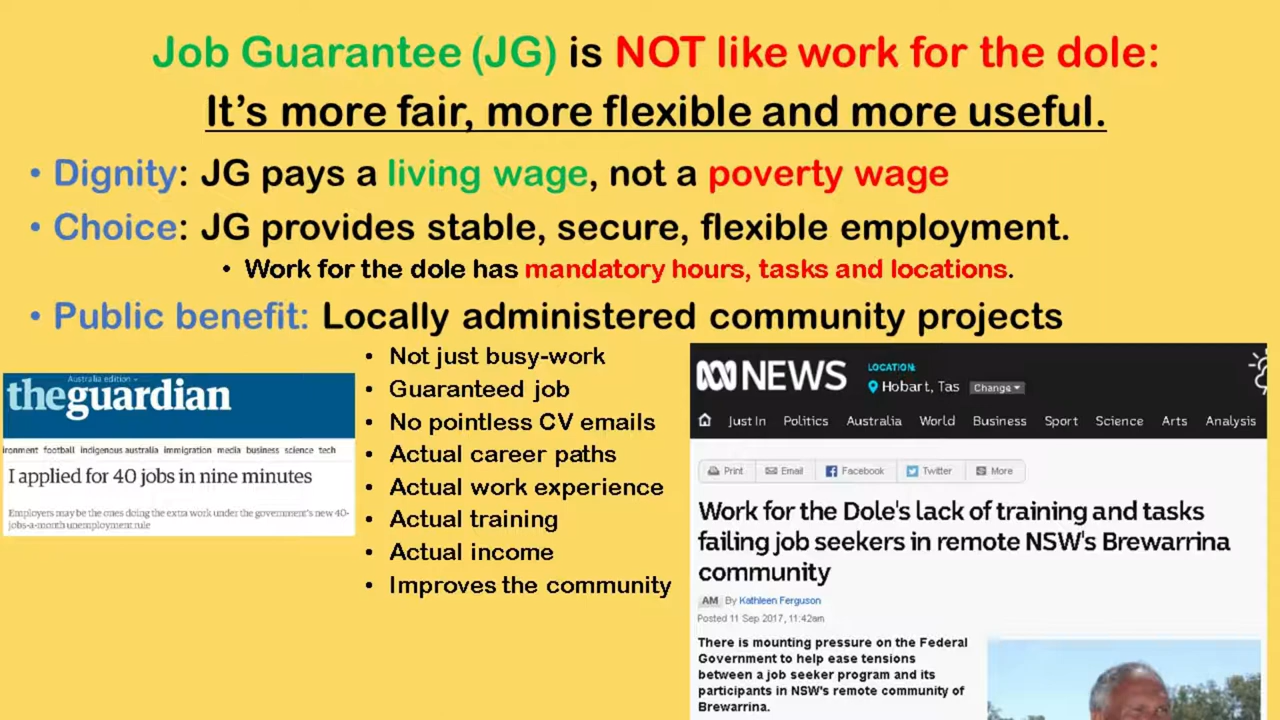 Job Guarantee (JG) is NOT like work for the dole:
It's more fair, more flexible and more useful.
• Dignity: JG pays a living wage, not a poverty wage
• Choice: JG provides stable, secure, flexible employment.
• Work for the dole has mandatory hours, tasks and locations.
• Public benefit: Locally administered community projects
• Not just busy-work
• Guaranteed job
• No pointless CV emails
• Actual career paths
• Actual work experience
• Actual training
• Actual income
• Improves the community
Australia edition
theguardian
ironment football indigenous australia immigration media business science tech
I applied for 40 jobs in nine minutes
Employers may be the ones doing the extra work under the government's new 40-
jobs-a-month unemployment rule
NEWS
LOCATION:
Hobart, Tas Change
Just In Politics Australia World Business Sport Science Arts Analysis
Print Email Facebook Twitter More
Work for the Dole's lack of training and tasks
failing job seekers in remote NSW's Brewarrina
community
AM By Kathleen Ferguson
Posted 11 Sep 2017, 11:42am
There is mounting pressure on the Federal
Government to help ease tensions
between a job seeker program and its
participants in NSW's remote community of
Brewarrina.